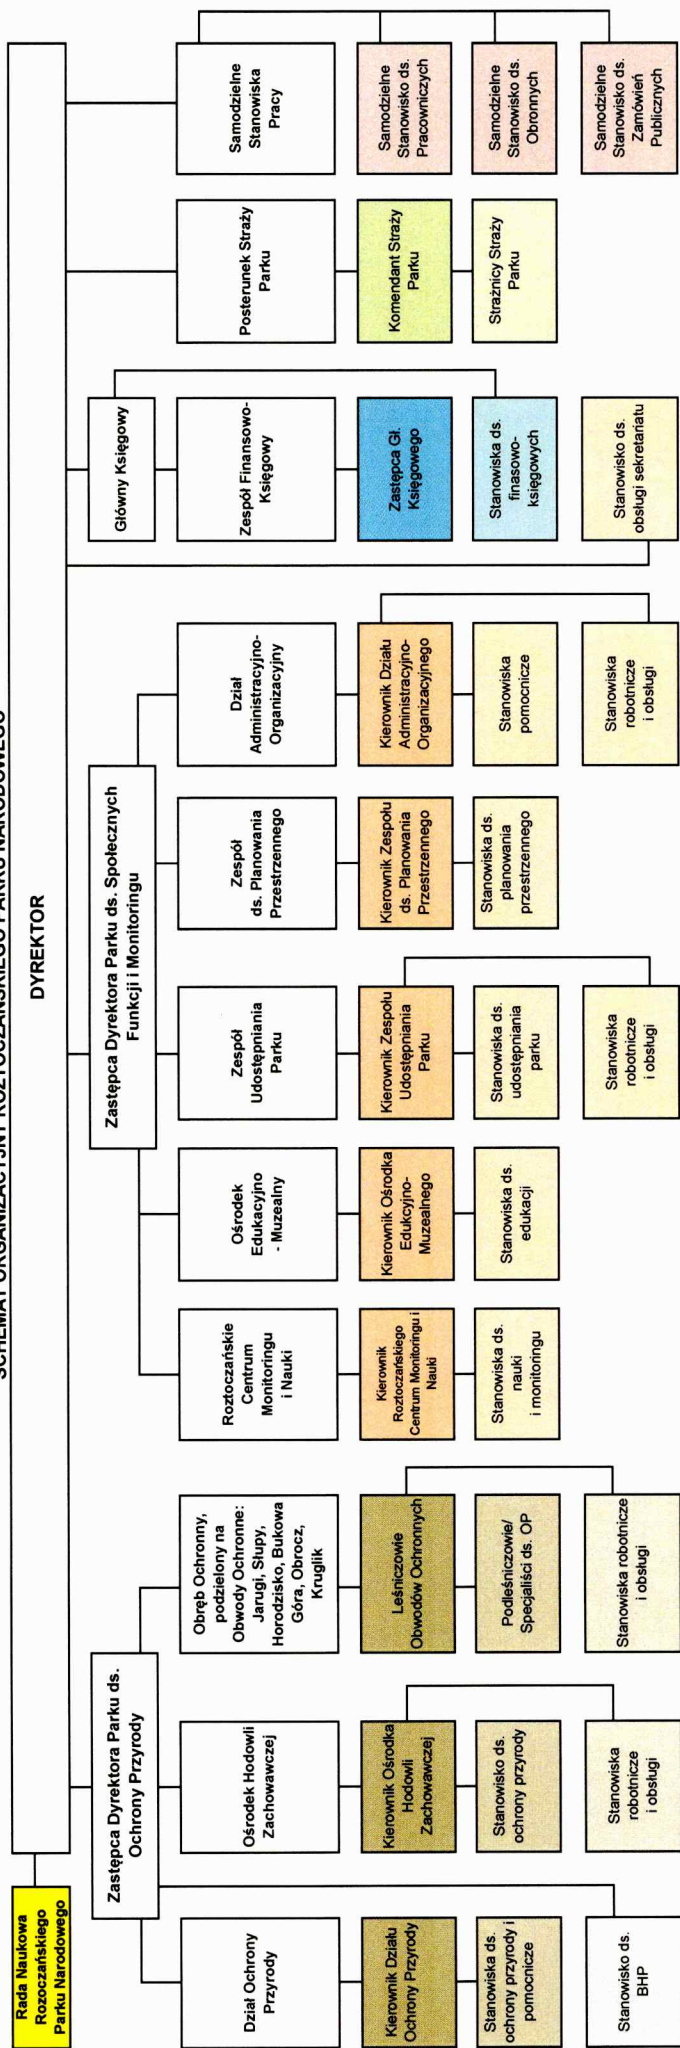 SCHEMAT ORGANIZACYJNY ROZTOCZAŃSKIEGO PARKU NARODOWEGO
Rada Naukowa
Rozoczańskiego
Parku Narodowego
DYREKTOR
Zastępca Dyrektora Parku ds.
Ochrony Przyrody
Zastępca Dyrektora Parku ds. Społecznych
Funkcji i Monitoringu
Główny Księgowy
Dział Ochrony
Przyrody
Ośrodek Hodowli
Zachowawczej
Obręb Ochronny,
podzielony na
Obwody Ochronne:
Jarugi, Słupy,
Horodzisko, Bukowa
Góra, Obrocz,
Kruglik
Roztoczańskie
Centrum
Monitoringu
i Nauki
Ośrodek
Edukacyjno
- Muzealny
Zespół
Udostępniania
Parku
Zespół
ds. Planowania
Przestrzennego
Dział
Administracyjno-
Organizacyjny
Zespół Finansowo-
Księgowy
Posterunek Straży
Parku
Samodzielne
Stanowiska
Pracy
Kierownik Działu
Ochrony Przyrody
Kierownik Ośrodka
Hodowli
Zachowawczej
Leśniczowie
Obwodów Ochronnych
Kierownik
Roztoczańskiego
Centrum Monitoringu i
Nauki
Kierownik Ośrodka
Edukcyjno-
Muzealnego
Kierownik Zespołu
Udostępniania
Parku
Kierownik Zespołu
ds. Planowania
Przestrzennego
Kierownik Działu
Administracyjno-
Organizacyjnego
Zastępca Gł.
Księgowego
Komendant Straży
Parku
Samodzielne
Stanowisko ds.
Pracowniczych
Stanowiska ds.
ochrony przyrody i
pomocnicze
Stanowisko ds.
ochrony przyrody
Podleśniczowie/
Specjaliści ds. OP
Stanowiska ds.
nauki
i monitoringu
Stanowiska ds.
edukacji
Stanowiska ds.
udostępniania
parku
Stanowiska ds.
planowania
przestrzennego
Stanowiska
pomocnicze
Stanowiska ds.
finasowo-
księgowych
Strażnicy Straży
Parku
Samodzielne
Stanowisko ds.
Obronnych
Stanowisko ds.
BHP
Stanowiska
robotnicze
i obsługi
Stanowiska robotnicze
i obsługi
Stanowiska
robotnicze
i obsługi
Stanowiska
robotnicze
i obsługi
Stanowisko ds.
obsługi sekretariatu
Samodzielne
Stanowisko ds.
Zamówień
Publicznych